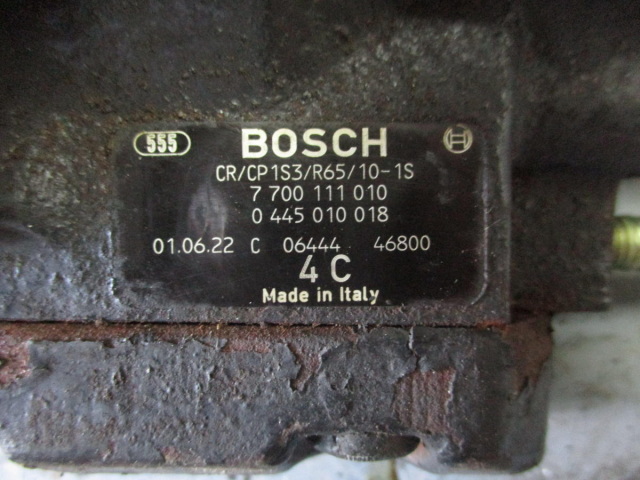 555 BOSCH
CR/CP1S3/R65/10-1S
7 700 111 010
0 445 010 018
01.06.22 C 06444 46800
4 C
Made in Italy